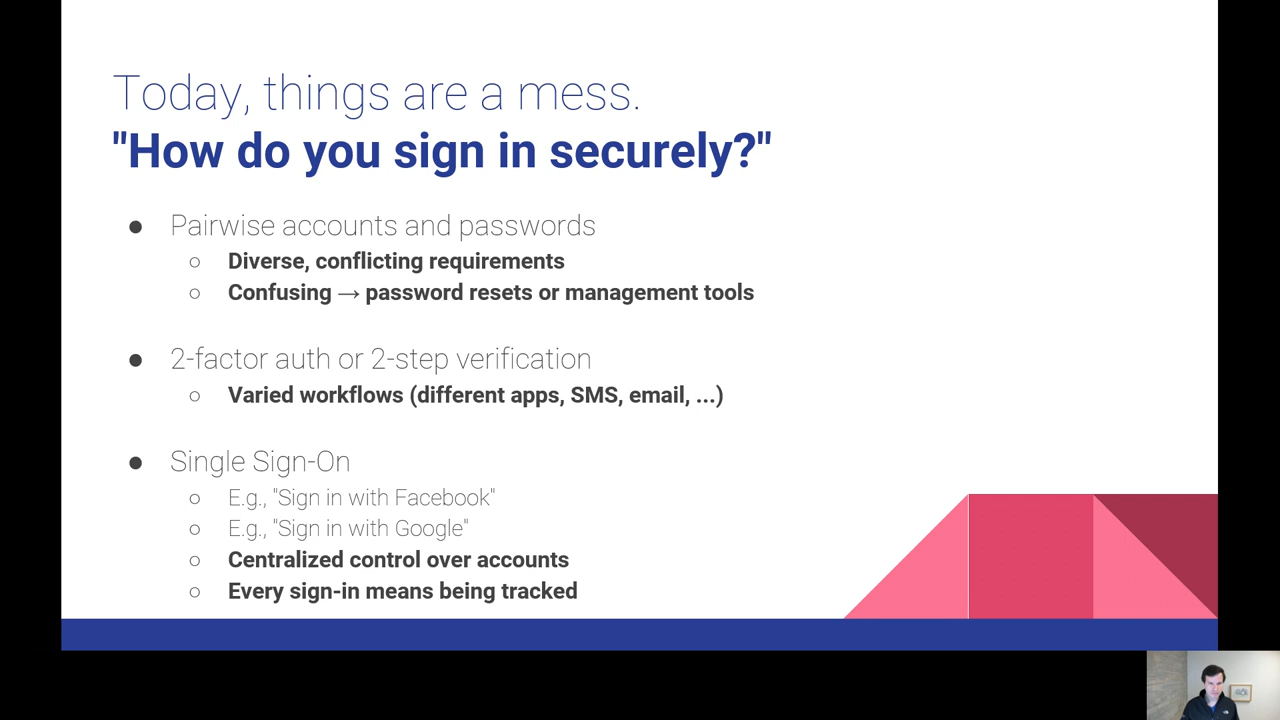 Today, things are a mess.
"How do you sign in securely?"
● Pairwise accounts and passwords
○ Diverse, conflicting requirements
○ Confusing → password resets or management tools
● 2-factor auth or 2-step verification
○ Varied workflows (different apps, SMS, email, ...)
● Single Sign-On
○ E.g., "Sign in with Facebook"
○ E.g., "Sign in with Google"
○ Centralized control over accounts
○ Every sign-in means being tracked